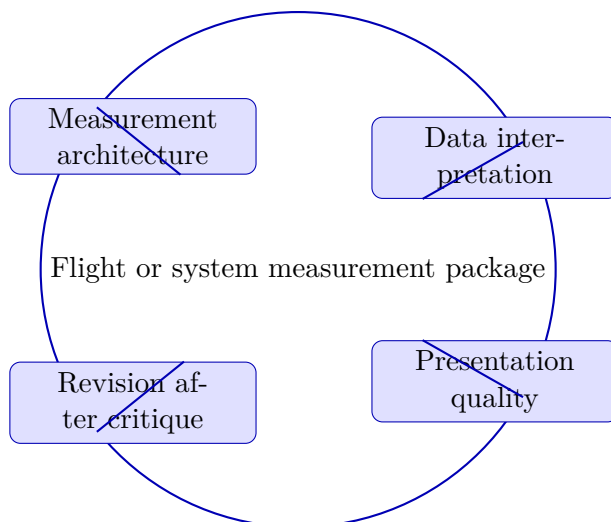 Measurement
architecture
Data inter-
pretation
Flight or system measurement package
Revision af-
ter critique
Presentation
quality